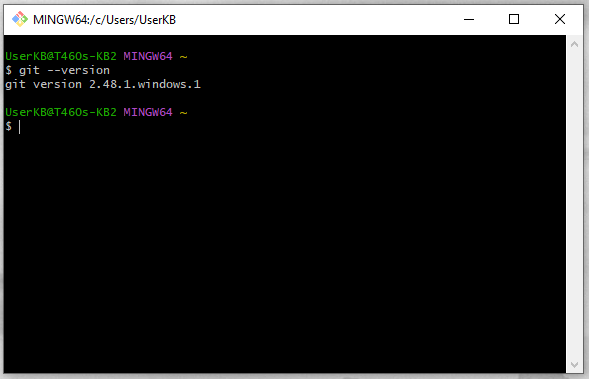 MINGW64:/c/Users/UserKB
UserKB@T460s-KB2 MINGW64 ~
$ git --version
git version 2.48.1.windows.1
UserKB@T460s-KB2 MINGW64 ~
$